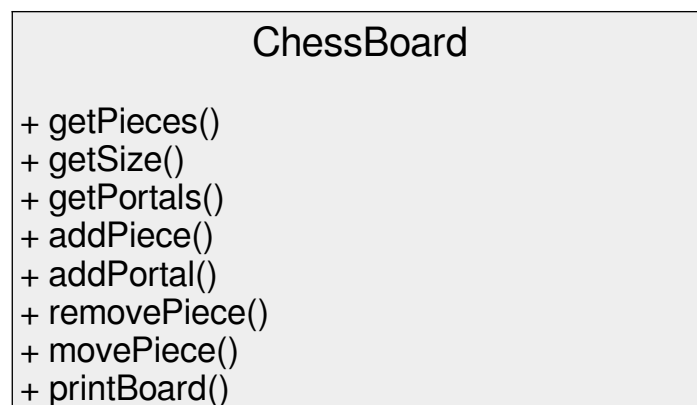 ChessBoard
+ getPieces()
+ getSize()
+ getPortals()
+ addPiece()
+ addPortal()
+ removePiece()
+ movePiece()
+ printBoard()